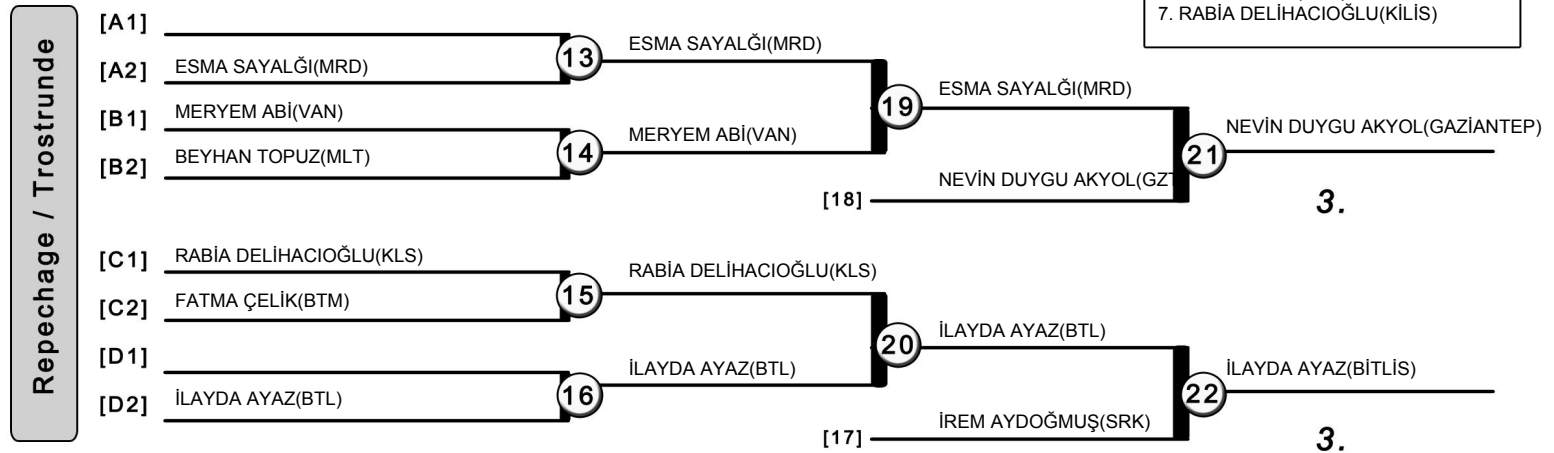 7. RABİA DELİHACIOĞLU(KİLİS)
Repechage / Trostrunde
[A1]
[A2] ESMA SAYALĞI(MRD)
13
ESMA SAYALĞI(MRD)
[B1] MERYEM ABİ(VAN)
[B2] BEYHAN TOPUZ(MLT)
14
MERYEM ABİ(VAN)
19
ESMA SAYALĞI(MRD)
[18] NEVİN DUYGU AKYOL(GZT
21
NEVİN DUYGU AKYOL(GAZİANTEP)
3.
[C1] RABİA DELİHACIOĞLU(KLS)
[C2] FATMA ÇELİK(BTM)
15
RABİA DELİHACIOĞLU(KLS)
[D1]
[D2] İLAYDA AYAZ(BTL)
16
İLAYDA AYAZ(BTL)
20
İLAYDA AYAZ(BTL)
[17] İREM AYDOĞMUŞ(SRK)
22
İLAYDA AYAZ(BİTLİS)
3.